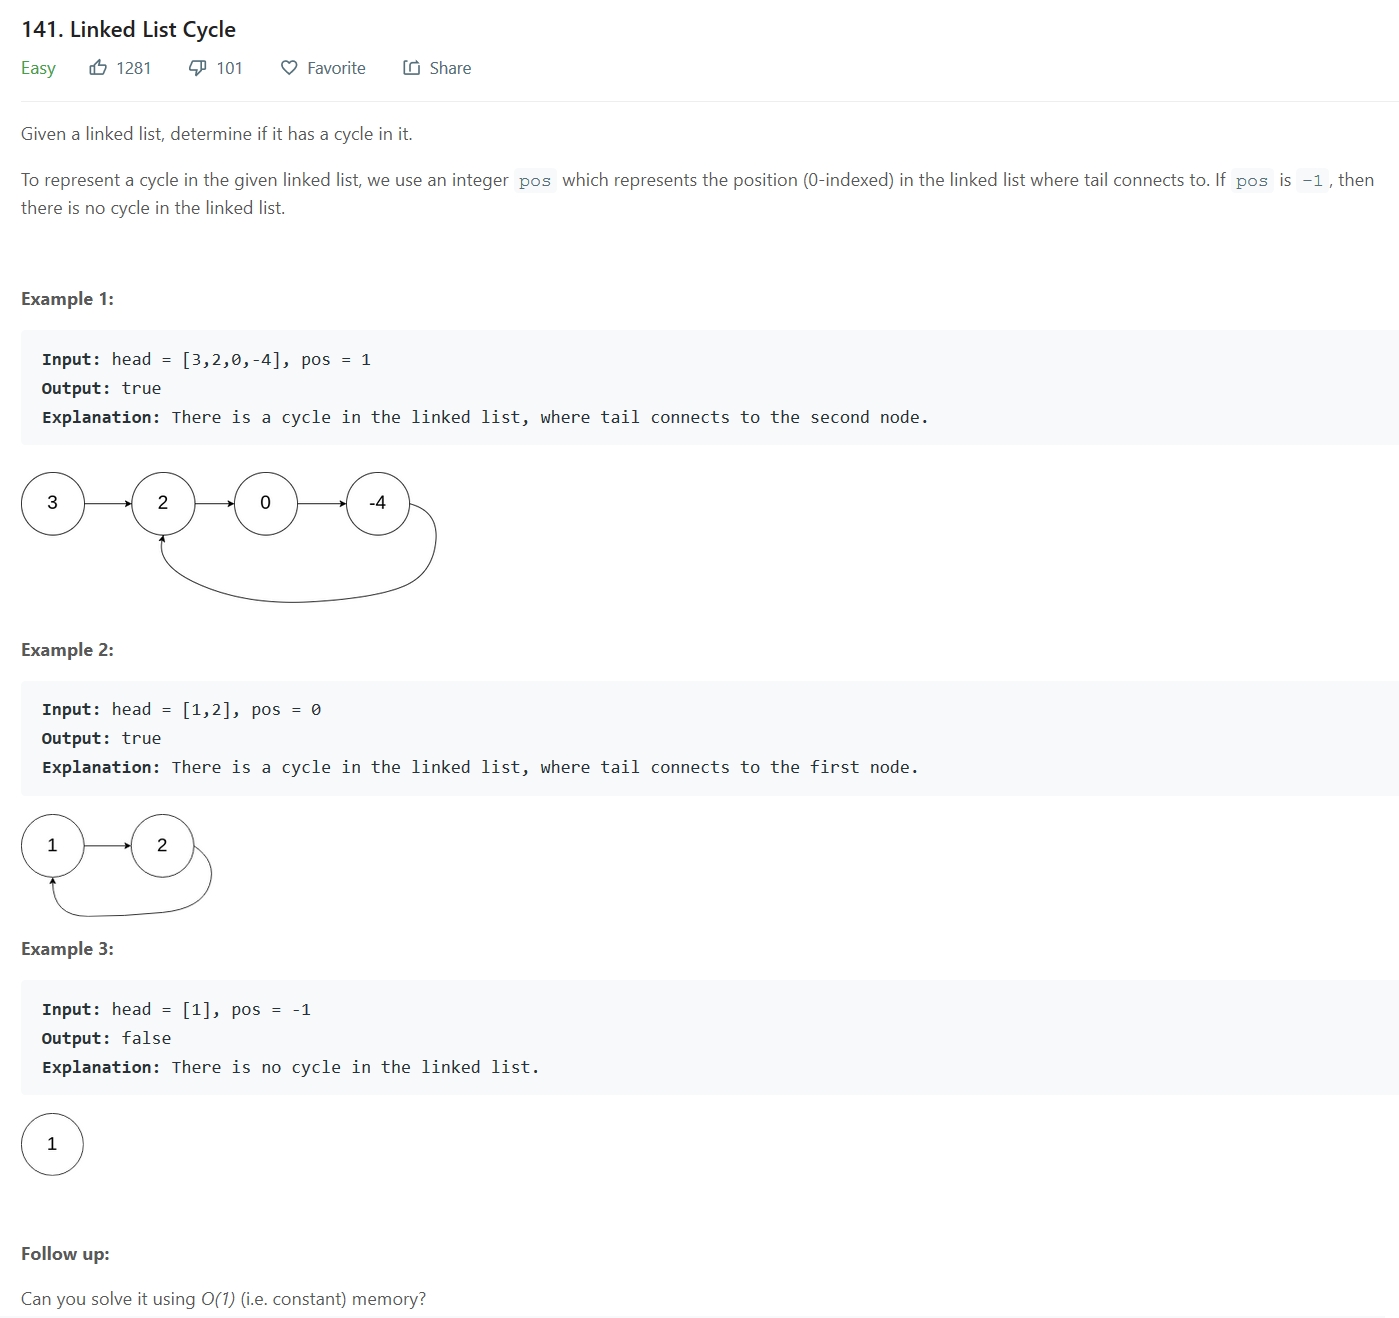 141. Linked List Cycle
Easy 1281 101 Favorite Share
Given a linked list, determine if it has a cycle in it.
To represent a cycle in the given linked list, we use an integer pos which represents the position (0-indexed) in the linked list where tail connects to. If pos is -1 , then
there is no cycle in the linked list.
Example 1:
Input: head = [3,2,0,-4], pos = 1
Output: true
Explanation: There is a cycle in the linked list, where tail connects to the second node.
3 2 0 -4
Example 2:
Input: head = [1,2], pos = 0
Output: true
Explanation: There is a cycle in the linked list, where tail connects to the first node.
1 2
Example 3:
Input: head = [1], pos = -1
Output: false
Explanation: There is no cycle in the linked list.
1
Follow up:
Can you solve it using O(1) (i.e. constant) memory?